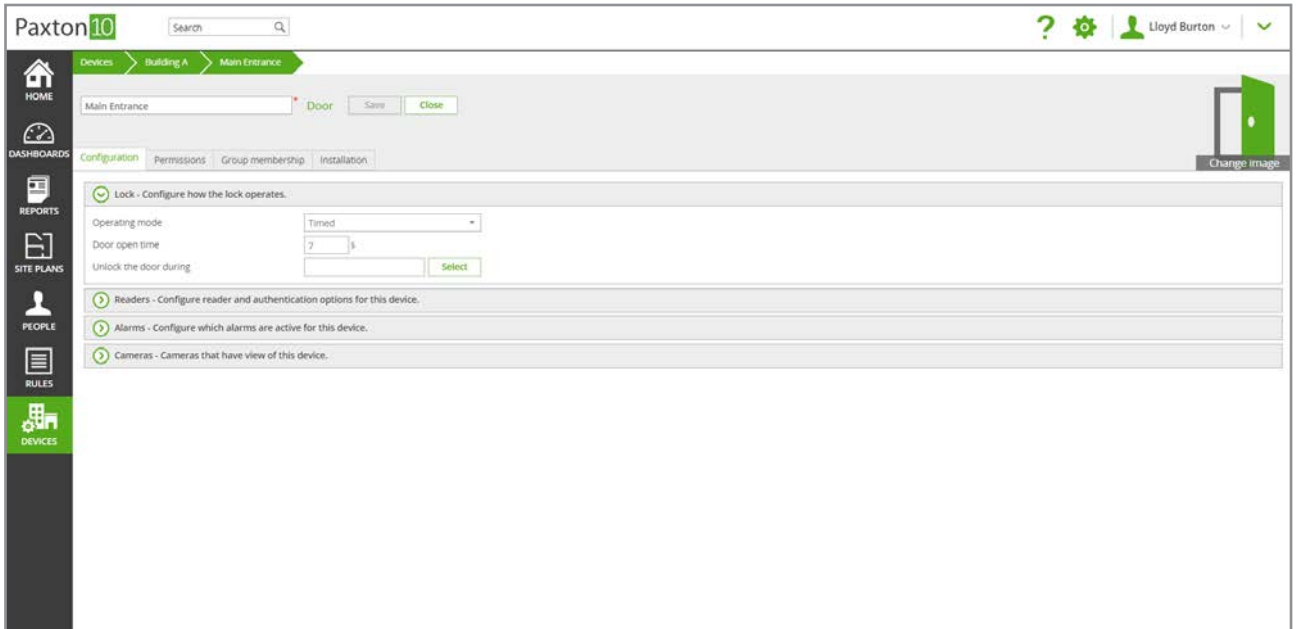 Paxton10 Search ? Lloyd Burton
Devices Building A Main Entrance
HOME
Main Entrance * Door Save Close
DASHBOARDS
Configuration Permissions Group membership Installation
Change image
Lock - Configure how the lock operates.
REPORTS
Operating mode Timed
Door open time 7 s
Unlock the door during Select
SITE PLANS
Readers - Configure reader and authentication options for this device.
PEOPLE
Alarms - Configure which alarms are active for this device.
Cameras - Cameras that have view of this device.
RULES
DEVICES